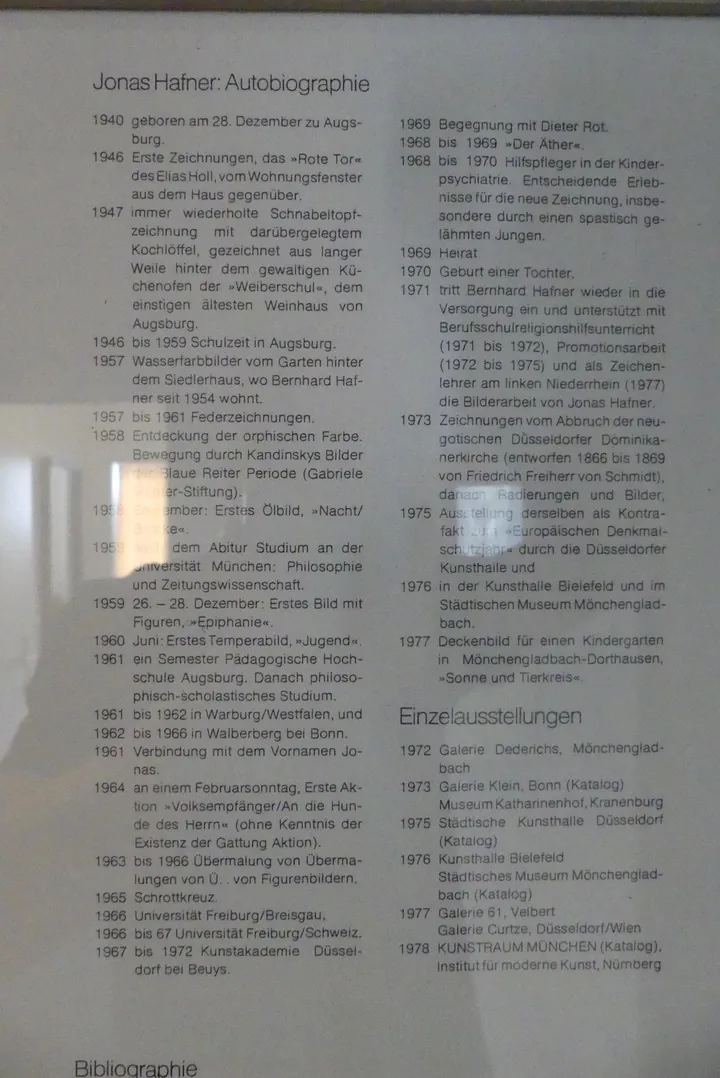 Jonas Hafner: Autobiographie
1940 geboren am 28. Dezember zu Augs-
burg.
1946 Erste Zeichnungen, das »Rote Tor«
des Elias Holl, vom Wohnungsfenster
aus dem Haus gegenüber.
1947 immer wiederholte Schnabeltopf-
zeichnung mit darübergelegtem
Kochlöffel, gezeichnet aus langer
Weile hinter dem gewaltigen Kü-
chenofen der »Weiberschul«, dem
einstigen ältesten Weinhaus von
Augsburg.
1946 bis 1959 Schulzeit in Augsburg.
1957 Wasserfarbbilder vom Garten hinter
dem Siedlerhaus, wo Bernhard Haf-
ner seit 1954 wohnt.
1957 bis 1961 Federzeichnungen.
1958 Entdeckung der orphischen Farbe.
Bewegung durch Kandinskys Bilder
Blaue Reiter Periode (Gabriele
-Stiftung).
Erstes Ölbild, »Nacht/
dem Abitur Studium an der
Universität München: Philosophie
und Zeitungswissenschaft.
1959 26. – 28. Dezember: Erstes Bild mit
Figuren, »Epiphanie«.
1960 Juni: Erstes Temperabild, »Jugend«.
1961 ein Semester Pädagogische Hoch-
schule Augsburg. Danach philoso-
phisch-scholastisches Studium.
1961 bis 1962 in Warburg/Westfalen, und
1962 bis 1966 in Walberberg bei Bonn.
1961 Verbindung mit dem Vornamen Jo-
nas.
1964 an einem Februarsonntag, Erste Ak-
tion »Volksempfänger/An die Hun-
de des Herrn« (ohne Kenntnis der
Existenz der Gattung Aktion).
1963 bis 1966 Übermalung von Überma-
lungen von Ü. . von Figurenbildern.
1965 Schrottkreuz.
1966 Universität Freiburg/Breisgau,
1966 bis 67 Universität Freiburg/Schweiz.
1967 bis 1972 Kunstakademie Düssel-
dorf bei Beuys.
1969 Begegnung mit Dieter Rot.
1968 bis 1969 »Der Äther«.
1968 bis 1970 Hilfspfleger in der Kinder-
psychiatrie. Entscheidende Erleb-
nisse für die neue Zeichnung, insbe-
sondere durch einen spastisch ge-
lähmten Jungen.
1969 Heirat
1970 Geburt einer Tochter.
1971 tritt Bernhard Hafner wieder in die
Versorgung ein und unterstützt mit
Berufsschulreligionshilfsunterricht
(1971 bis 1972), Promotionsarbeit
(1972 bis 1975) und als Zeichen-
lehrer am linken Niederrhein (1977)
die Bilderarbeit von Jonas Hafner.
1973 Zeichnungen vom Abbruch der neu-
gotischen Düsseldorfer Dominika-
nerkirche (entworfen 1866 bis 1869
von Friedrich Freiherr von Schmidt),
danach Radierungen und Bilder,
1975 Ausstellung derselben als Kontra-
fakt zum »Europäischen Denkmal-
schutzjahr« durch die Düsseldorfer
Kunsthalle und
1976 in der Kunsthalle Bielefeld und im
Städtischen Museum Mönchenglad-
bach.
1977 Deckenbild für einen Kindergarten
in Mönchengladbach-Dorthausen,
»Sonne und Tierkreis«.
Einzelausstellungen
1972 Galerie Dederichs, Mönchenglad-
bach
1973 Galerie Klein, Bonn (Katalog)
Museum Katharinenhof, Kranenburg
1975 Städtische Kunsthalle Düsseldorf
(Katalog)
1976 Kunsthalle Bielefeld
Städtisches Museum Mönchenglad-
bach (Katalog)
1977 Galerie 61, Velbert
Galerie Curtze, Düsseldorf/Wien
1978 KUNSTRAUM MÜNCHEN (Katalog),
Institut für moderne Kunst, Nürnberg
Bibliographie